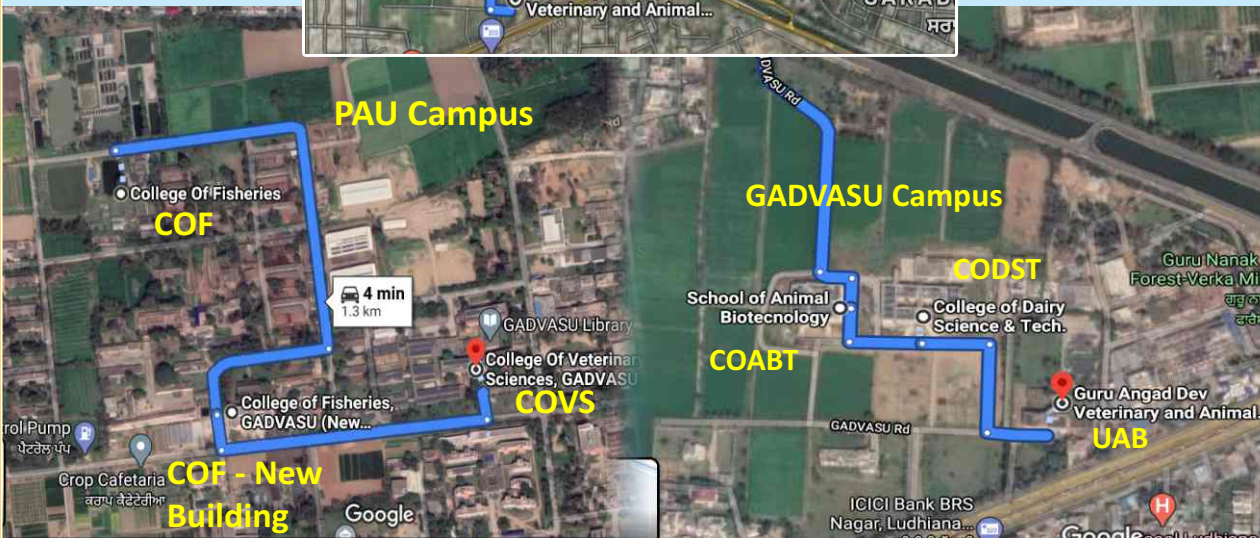 Veterinary and Animal...
PAU Campus
College Of Fisheries
COF
4 min
1.3 km
GADVASU Library
College Of Veterinar
Sciences, GADVASU
COVS
College of Fisheries,
GADVASU (New...
trol Pump
ਪੈਟਰੋਲ ਪੰਪ
Crop Cafetaria
ਕਰਾਪ ਕੈਫੇਟੇਰੀਆ
COF - New
Building
Google
DVASU Rd
GADVASU Campus
CODST
Guru Nanak
Forest-Verka Mi
School of Animal
Biotecnology
College of Dairy
Science & Tech.
COABT
Guru Angad Dev
Veterinary and Animal...
UAB
GADVASU Rd
ICICI Bank BRS
Nagar, Ludhiana...
Google